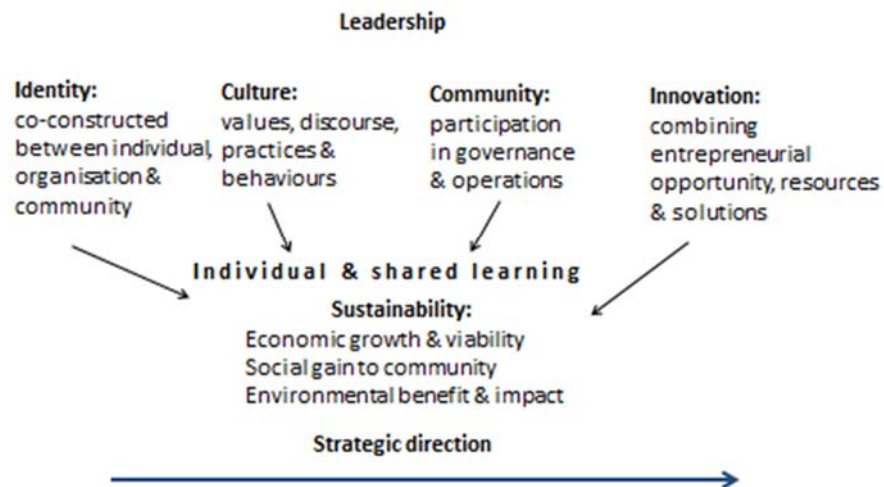 Leadership
Identity:
co-constructed
between individual,
organisation &
community
Culture:
values, discourse,
practices &
behaviours
Community:
participation
in governance
& operations
Innovation:
combining
entrepreneurial
opportunity, resources
& solutions
Individual & shared learning
Sustainability:
Economic growth & viability
Social gain to community
Environmental benefit & impact
Strategic direction